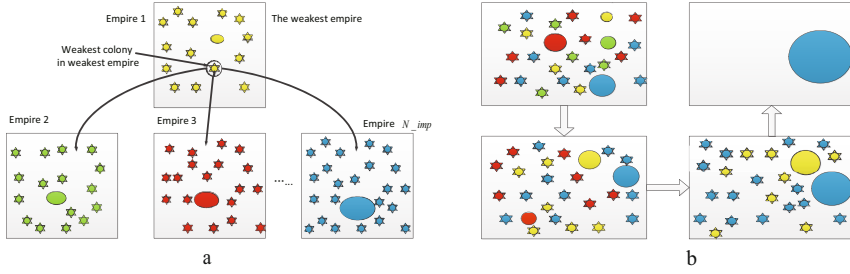 Empire 1
The weakest empire
Weakest colony
in weakest empire
Empire 2
Empire 3
Empire N_imp
... ...
a
b